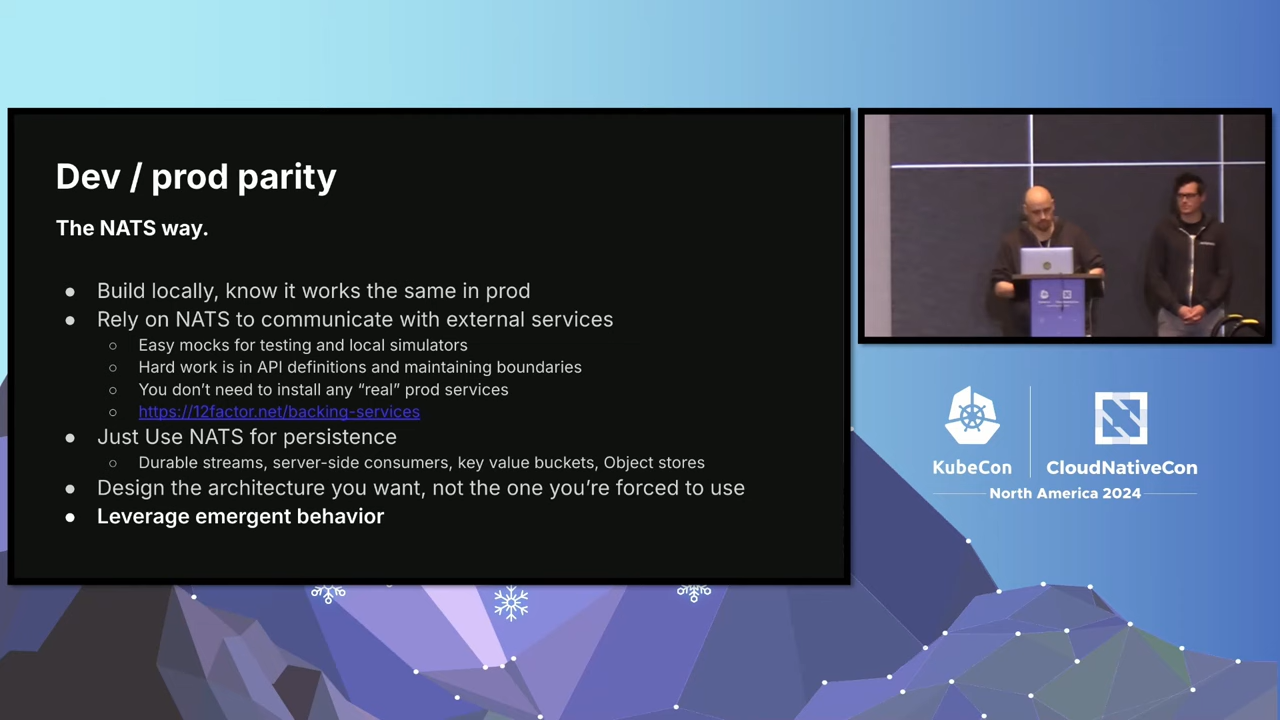 Dev / prod parity
The NATS way.
● Build locally, know it works the same in prod
● Rely on NATS to communicate with external services
○ Easy mocks for testing and local simulators
○ Hard work is in API definitions and maintaining boundaries
○ You don’t need to install any “real” prod services
○ https://12factor.net/backing-services
● Just Use NATS for persistence
○ Durable streams, server-side consumers, key value buckets, Object stores
● Design the architecture you want, not the one you’re forced to use
● Leverage emergent behavior
KubeCon
CloudNativeCon
North America 2024